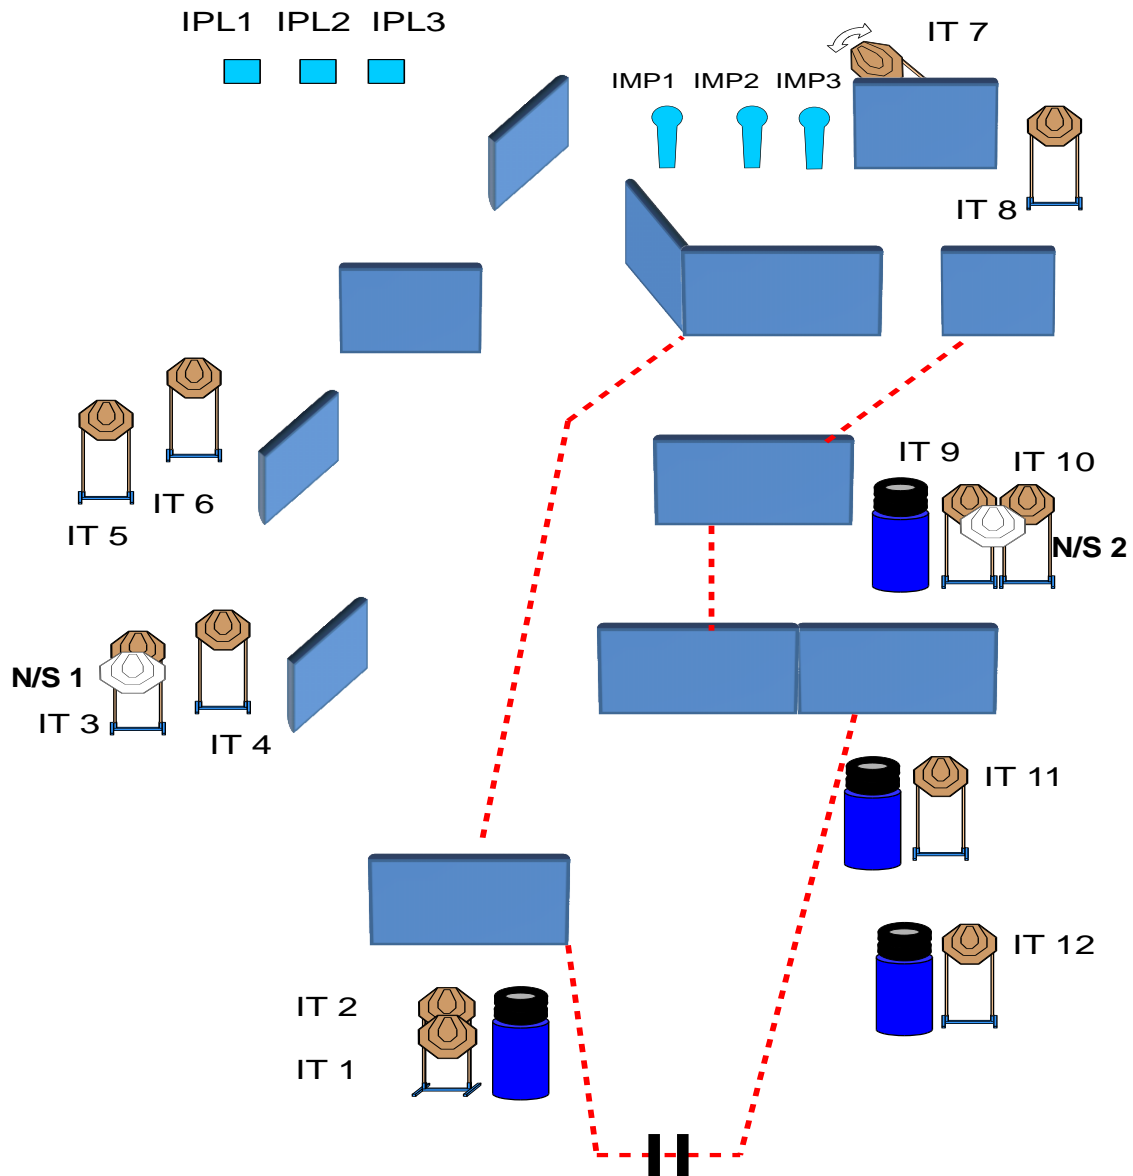 IPL1 IPL2 IPL3
IT 7
IMP1 IMP2 IMP3
IT 8
IT 9 IT 10
IT 6
IT 5
N/S 2
N/S 1
IT 3
IT 4
IT 11
IT 12
IT 2
IT 1